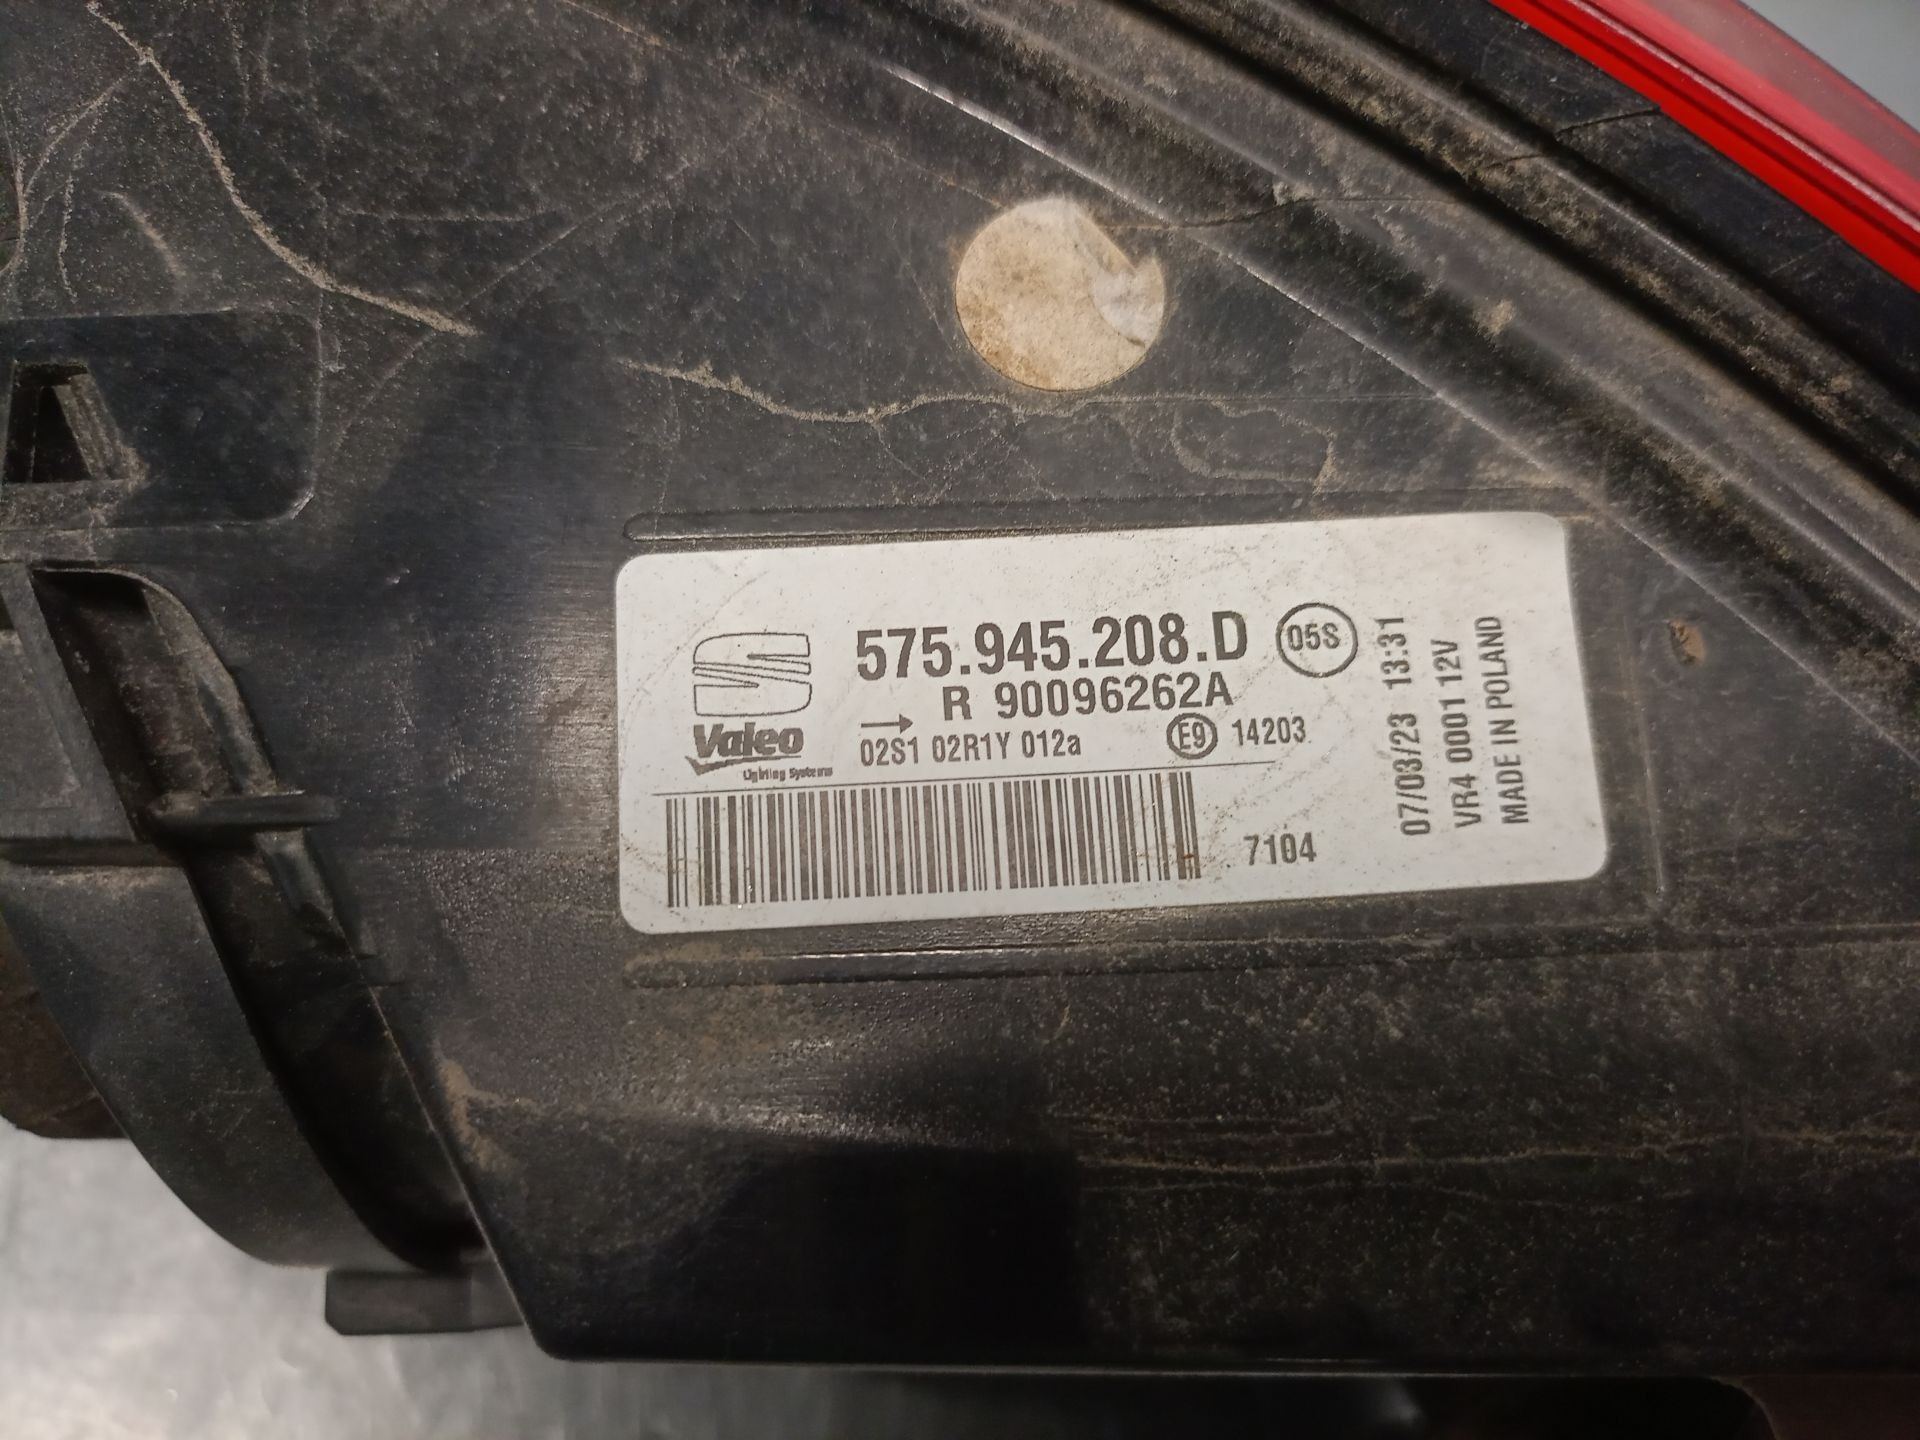 575.945.208.D 05S
R 90096262A
Valeo
Lighting Systems
02S1 02R1Y 012a E9 14203
7104
07/03/23 13:31
VR4 0001 12V
MADE IN POLAND